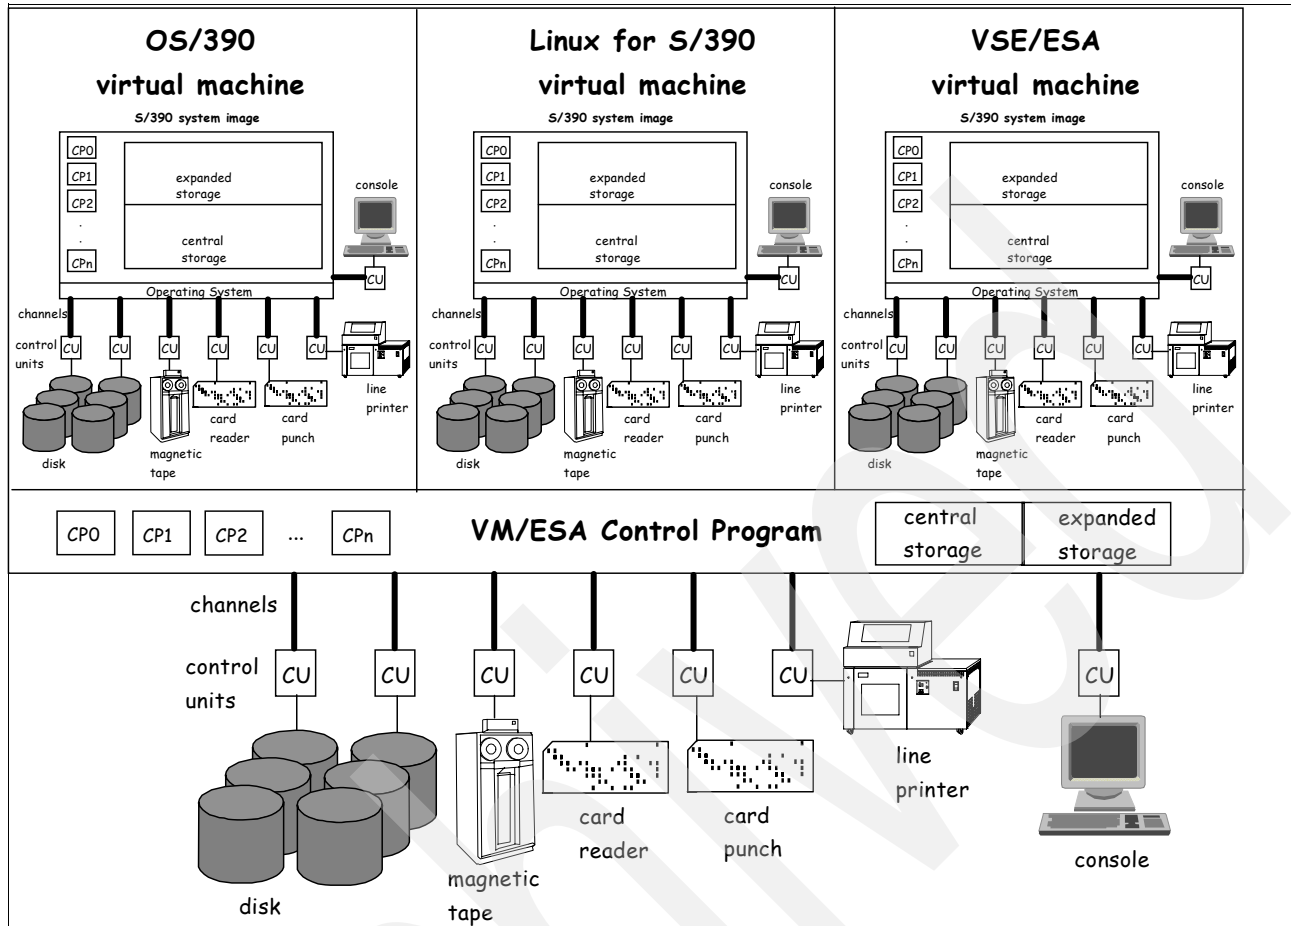 OS/390
virtual machine
S/390 system image
CP0
CP1
CP2
.
.
CPn
expanded
storage
central
storage
console
CU
Operating System
channels
control
units
CU
CU
CU
CU
CU
CU
disk
magnetic
tape
card
reader
card
punch
line
printer
Linux for S/390
virtual machine
S/390 system image
CP0
CP1
CP2
.
.
CPn
expanded
storage
central
storage
console
CU
Operating System
channels
control
units
CU
CU
CU
CU
CU
CU
disk
magnetic
tape
card
reader
card
punch
line
printer
VSE/ESA
virtual machine
S/390 system image
CP0
CP1
CP2
.
.
CPn
expanded
storage
central
storage
console
CU
Operating System
channels
control
units
CU
CU
CU
CU
CU
CU
disk
magnetic
tape
card
reader
card
punch
line
printer
CP0
CP1
CP2
...
CPn
VM/ESA Control Program
central
storage
expanded
storage
channels
control
units
CU
CU
CU
CU
CU
CU
CU
disk
magnetic
tape
card
reader
card
punch
line
printer
console